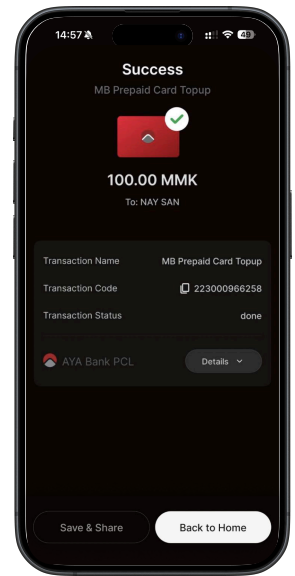 14:57
49
Success
MB Prepaid Card Topup
100.00 MMK
To: NAY SAN
Transaction Name MB Prepaid Card Topup
Transaction Code 223000966258
Transaction Status done
AYA Bank PCL Details
Save & Share Back to Home